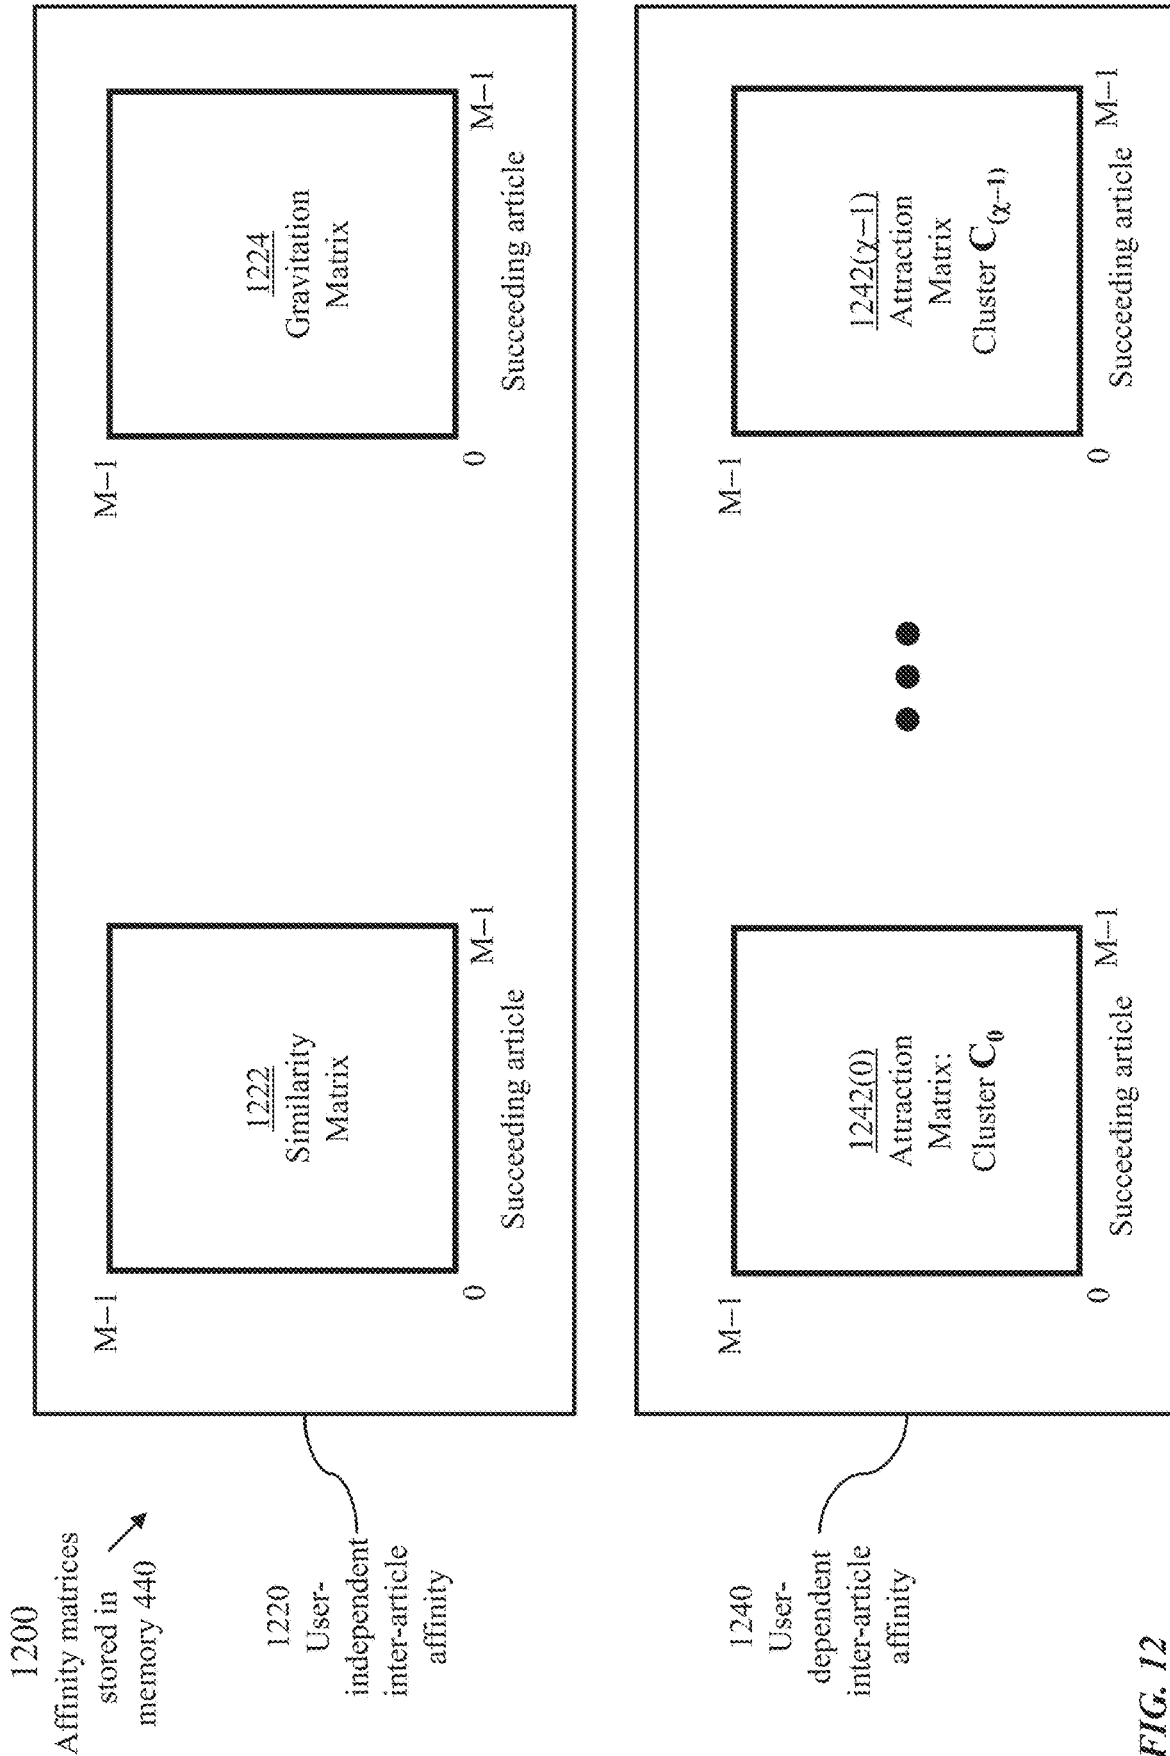 1200
Affinity matrices
stored in
memory 440
1220
User-
independent
inter-article
affinity
M–1
1222
Similarity
Matrix
0
M–1
Succeeding article
M–1
1224
Gravitation
Matrix
0
M–1
Succeeding article
1240
User-
dependent
inter-article
affinity
M–1
1242(0)
Attraction
Matrix:
Cluster C0
0
M–1
Succeeding article
M–1
1242(χ–1)
Attraction
Matrix
Cluster C(χ–1)
0
M–1
Succeeding article
FIG. 12